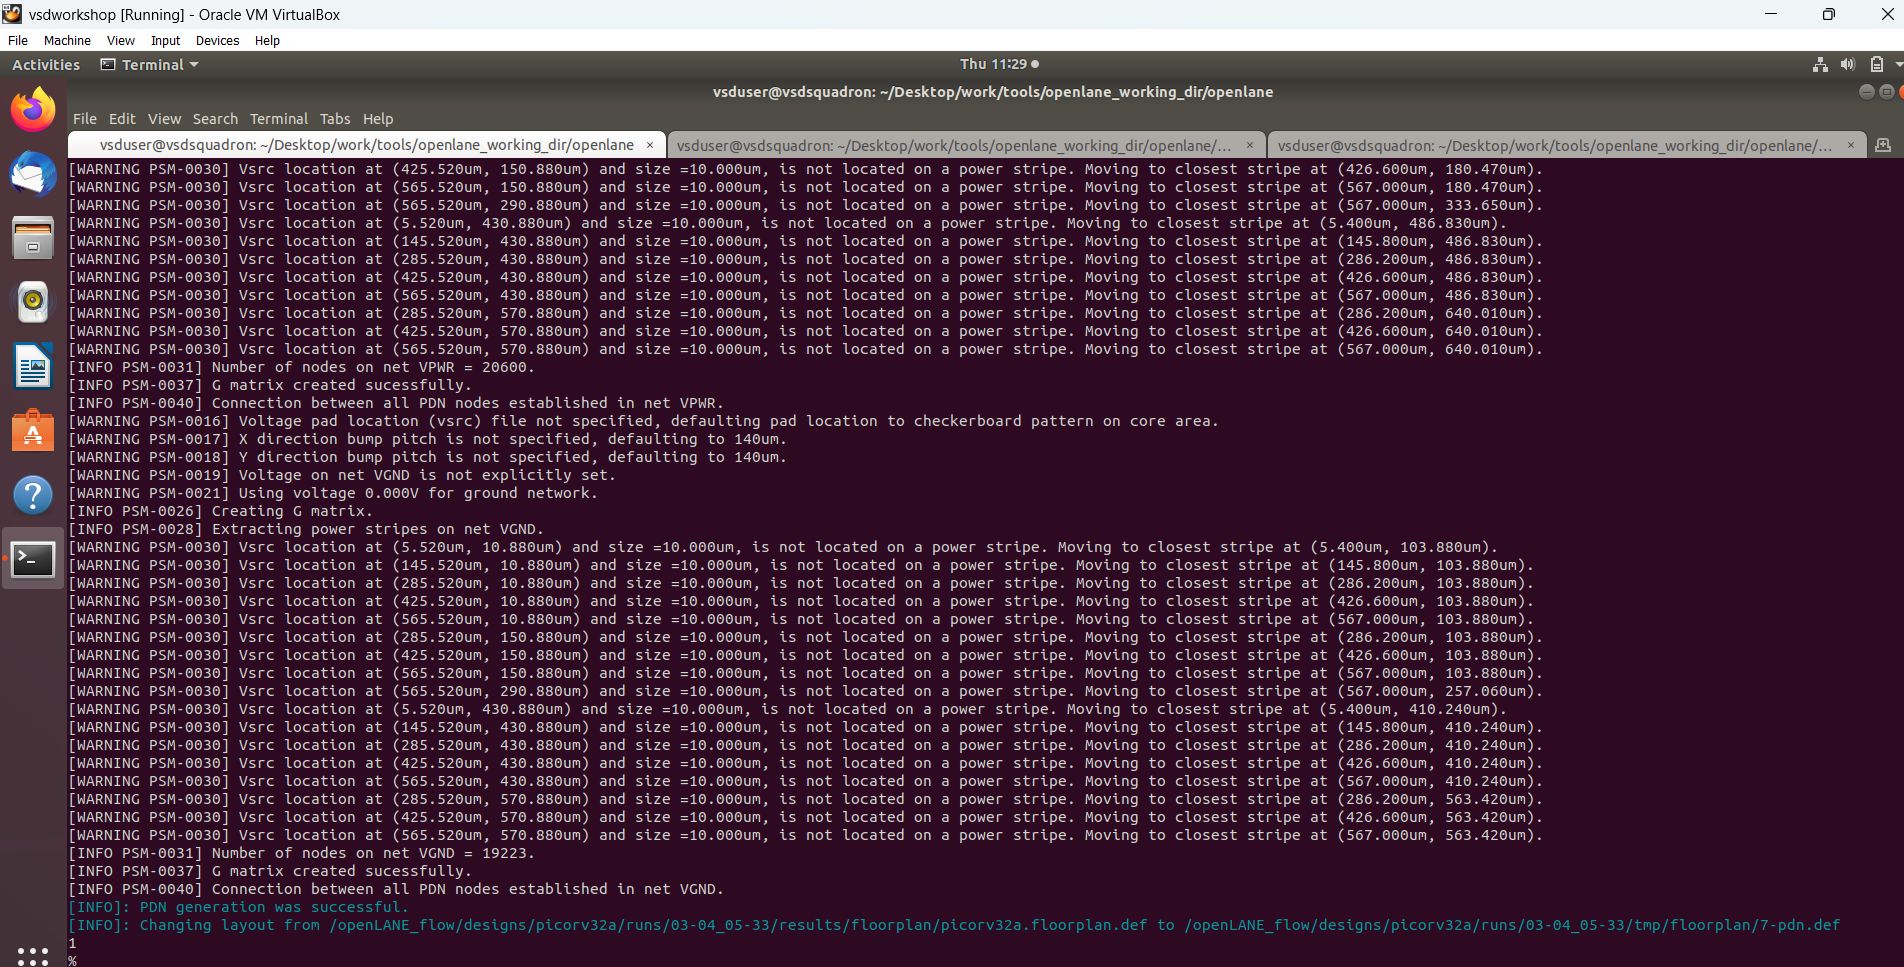 vsdworkshop [Running] - Oracle VM VirtualBox
File Machine View Input Devices Help
Activities Terminal Thu 11:29
vsduser@vsdsquadron: ~/Desktop/work/tools/openlane_working_dir/openlane
File Edit View Search Terminal Tabs Help
vsduser@vsdsquadron: ~/Desktop/work/tools/openlane_working_dir/openlane × vsduser@vsdsquadron: ~/Desktop/work/tools/openlane_working_dir/openlane/... × vsduser@vsdsquadron: ~/Desktop/work/tools/openlane_working_dir/openlane/... ×
[WARNING PSM-0030] Vsrc location at (425.520um, 150.880um) and size =10.000um, is not located on a power stripe. Moving to closest stripe at (426.600um, 180.470um).
[WARNING PSM-0030] Vsrc location at (565.520um, 150.880um) and size =10.000um, is not located on a power stripe. Moving to closest stripe at (567.000um, 180.470um).
[WARNING PSM-0030] Vsrc location at (565.520um, 290.880um) and size =10.000um, is not located on a power stripe. Moving to closest stripe at (567.000um, 333.650um).
[WARNING PSM-0030] Vsrc location at (5.520um, 430.880um) and size =10.000um, is not located on a power stripe. Moving to closest stripe at (5.400um, 486.830um).
[WARNING PSM-0030] Vsrc location at (145.520um, 430.880um) and size =10.000um, is not located on a power stripe. Moving to closest stripe at (145.800um, 486.830um).
[WARNING PSM-0030] Vsrc location at (285.520um, 430.880um) and size =10.000um, is not located on a power stripe. Moving to closest stripe at (286.200um, 486.830um).
[WARNING PSM-0030] Vsrc location at (425.520um, 430.880um) and size =10.000um, is not located on a power stripe. Moving to closest stripe at (426.600um, 486.830um).
[WARNING PSM-0030] Vsrc location at (565.520um, 430.880um) and size =10.000um, is not located on a power stripe. Moving to closest stripe at (567.000um, 486.830um).
[WARNING PSM-0030] Vsrc location at (285.520um, 570.880um) and size =10.000um, is not located on a power stripe. Moving to closest stripe at (286.200um, 640.010um).
[WARNING PSM-0030] Vsrc location at (425.520um, 570.880um) and size =10.000um, is not located on a power stripe. Moving to closest stripe at (426.600um, 640.010um).
[WARNING PSM-0030] Vsrc location at (565.520um, 570.880um) and size =10.000um, is not located on a power stripe. Moving to closest stripe at (567.000um, 640.010um).
[INFO PSM-0031] Number of nodes on net VPWR = 20600.
[INFO PSM-0037] G matrix created sucessfully.
[INFO PSM-0040] Connection between all PDN nodes established in net VPWR.
[WARNING PSM-0016] Voltage pad location (vsrc) file not specified, defaulting pad location to checkerboard pattern on core area.
[WARNING PSM-0017] X direction bump pitch is not specified, defaulting to 140um.
[WARNING PSM-0018] Y direction bump pitch is not specified, defaulting to 140um.
[WARNING PSM-0019] Voltage on net VGND is not explicitly set.
[WARNING PSM-0021] Using voltage 0.000V for ground network.
[INFO PSM-0026] Creating G matrix.
[INFO PSM-0028] Extracting power stripes on net VGND.
[WARNING PSM-0030] Vsrc location at (5.520um, 10.880um) and size =10.000um, is not located on a power stripe. Moving to closest stripe at (5.400um, 103.880um).
[WARNING PSM-0030] Vsrc location at (145.520um, 10.880um) and size =10.000um, is not located on a power stripe. Moving to closest stripe at (145.800um, 103.880um).
[WARNING PSM-0030] Vsrc location at (285.520um, 10.880um) and size =10.000um, is not located on a power stripe. Moving to closest stripe at (286.200um, 103.880um).
[WARNING PSM-0030] Vsrc location at (425.520um, 10.880um) and size =10.000um, is not located on a power stripe. Moving to closest stripe at (426.600um, 103.880um).
[WARNING PSM-0030] Vsrc location at (565.520um, 10.880um) and size =10.000um, is not located on a power stripe. Moving to closest stripe at (567.000um, 103.880um).
[WARNING PSM-0030] Vsrc location at (285.520um, 150.880um) and size =10.000um, is not located on a power stripe. Moving to closest stripe at (286.200um, 103.880um).
[WARNING PSM-0030] Vsrc location at (425.520um, 150.880um) and size =10.000um, is not located on a power stripe. Moving to closest stripe at (426.600um, 103.880um).
[WARNING PSM-0030] Vsrc location at (565.520um, 150.880um) and size =10.000um, is not located on a power stripe. Moving to closest stripe at (567.000um, 103.880um).
[WARNING PSM-0030] Vsrc location at (565.520um, 290.880um) and size =10.000um, is not located on a power stripe. Moving to closest stripe at (567.000um, 257.060um).
[WARNING PSM-0030] Vsrc location at (5.520um, 430.880um) and size =10.000um, is not located on a power stripe. Moving to closest stripe at (5.400um, 410.240um).
[WARNING PSM-0030] Vsrc location at (145.520um, 430.880um) and size =10.000um, is not located on a power stripe. Moving to closest stripe at (145.800um, 410.240um).
[WARNING PSM-0030] Vsrc location at (285.520um, 430.880um) and size =10.000um, is not located on a power stripe. Moving to closest stripe at (286.200um, 410.240um).
[WARNING PSM-0030] Vsrc location at (425.520um, 430.880um) and size =10.000um, is not located on a power stripe. Moving to closest stripe at (426.600um, 410.240um).
[WARNING PSM-0030] Vsrc location at (565.520um, 430.880um) and size =10.000um, is not located on a power stripe. Moving to closest stripe at (567.000um, 410.240um).
[WARNING PSM-0030] Vsrc location at (285.520um, 570.880um) and size =10.000um, is not located on a power stripe. Moving to closest stripe at (286.200um, 563.420um).
[WARNING PSM-0030] Vsrc location at (425.520um, 570.880um) and size =10.000um, is not located on a power stripe. Moving to closest stripe at (426.600um, 563.420um).
[WARNING PSM-0030] Vsrc location at (565.520um, 570.880um) and size =10.000um, is not located on a power stripe. Moving to closest stripe at (567.000um, 563.420um).
[INFO PSM-0031] Number of nodes on net VGND = 19223.
[INFO PSM-0037] G matrix created sucessfully.
[INFO PSM-0040] Connection between all PDN nodes established in net VGND.
[INFO]: PDN generation was successful.
[INFO]: Changing layout from /openLANE_flow/designs/picorv32a/runs/03-04_05-33/results/floorplan/picorv32a.floorplan.def to /openLANE_flow/designs/picorv32a/runs/03-04_05-33/tmp/floorplan/7-pdn.def
1
%